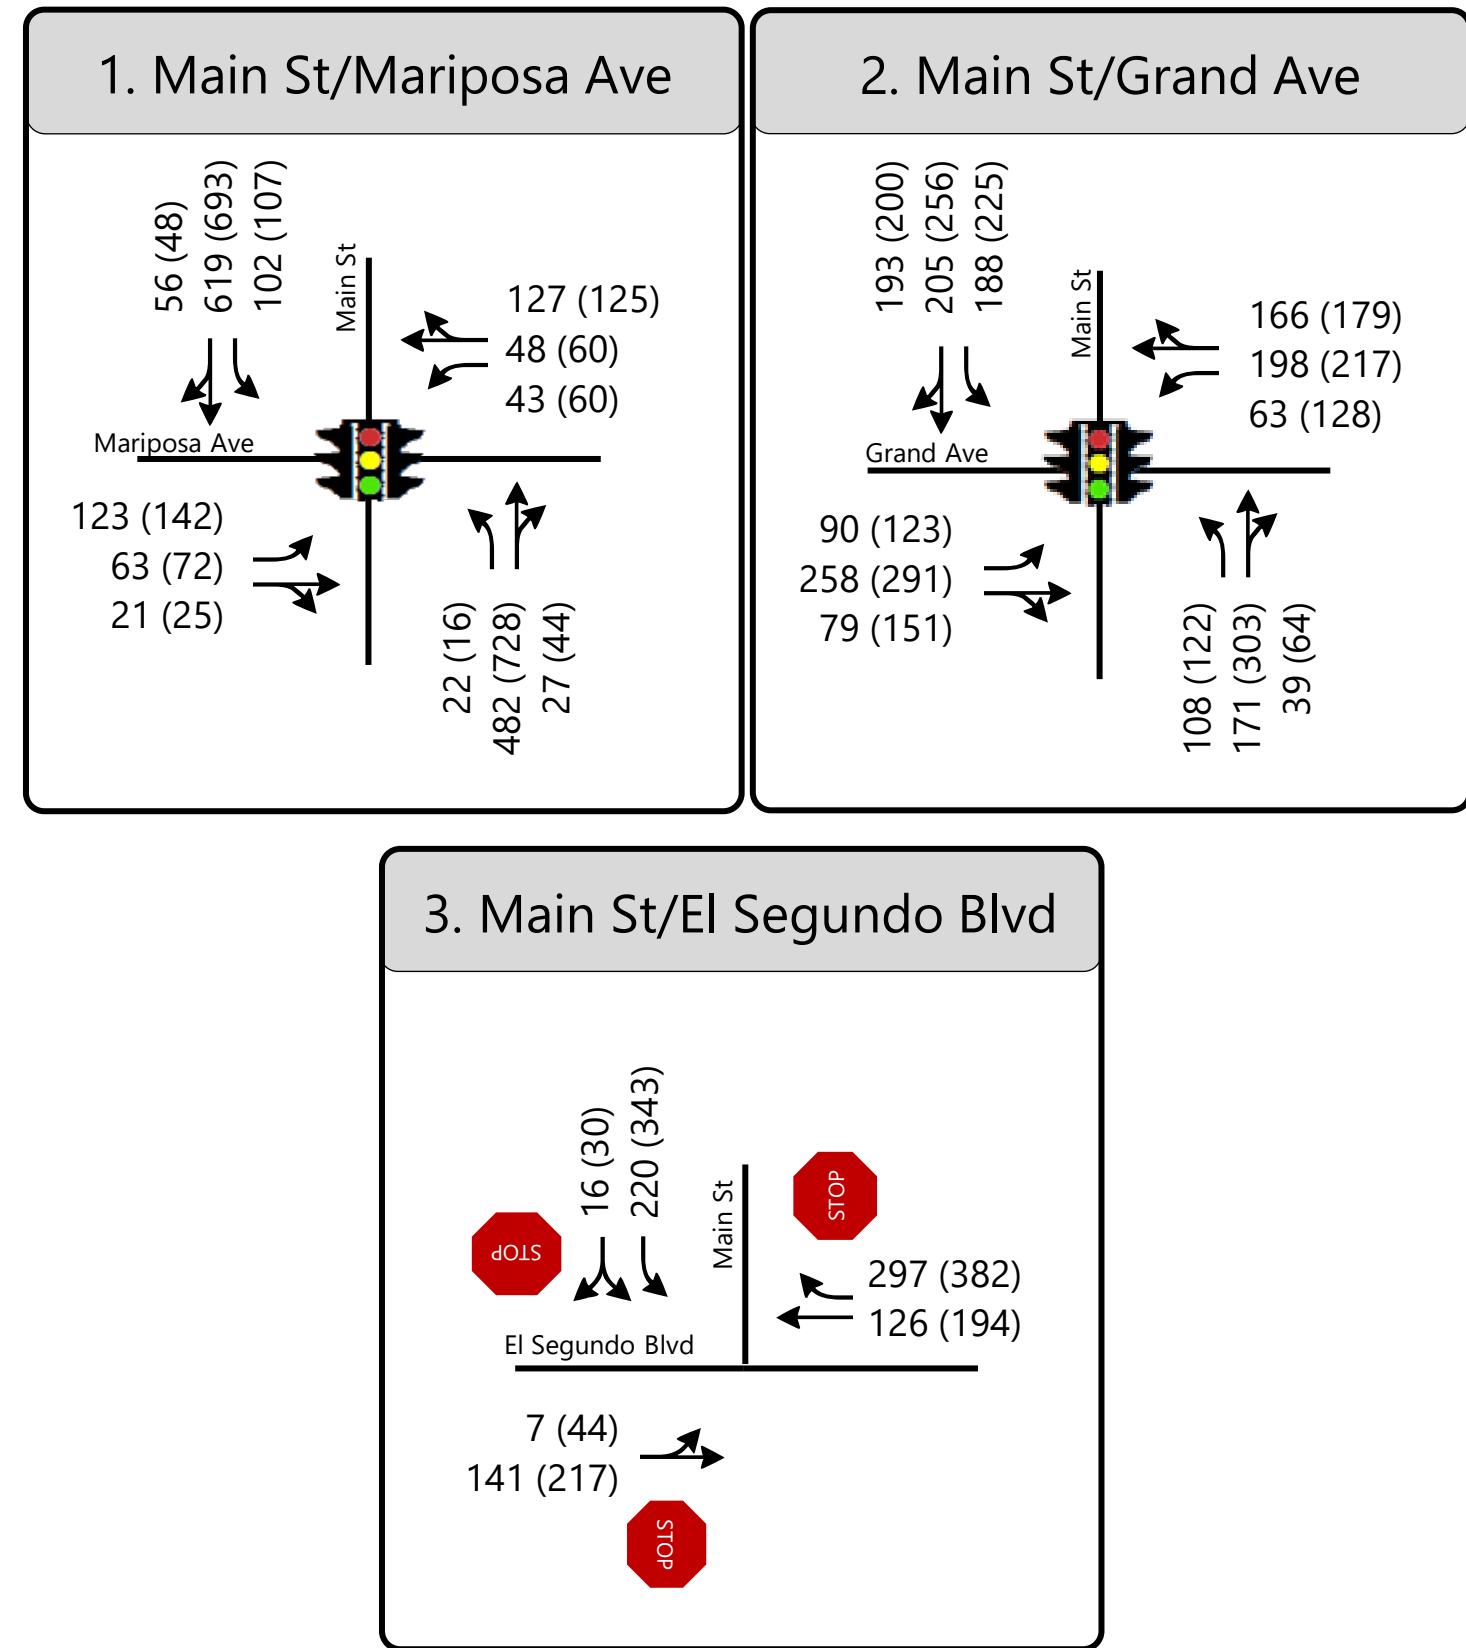 1. Main St/Mariposa Ave
56 (48)
619 (693)
102 (107)
Main St
127 (125)
48 (60)
43 (60)
Mariposa Ave
123 (142)
63 (72)
21 (25)
22 (16)
482 (728)
27 (44)
2. Main St/Grand Ave
193 (200)
205 (256)
188 (225)
Main St
166 (179)
198 (217)
63 (128)
Grand Ave
90 (123)
258 (291)
79 (151)
108 (122)
171 (303)
39 (64)
3. Main St/El Segundo Blvd
16 (30)
220 (343)
Main St
STOP
STOP
297 (382)
126 (194)
El Segundo Blvd
7 (44)
141 (217)
STOP